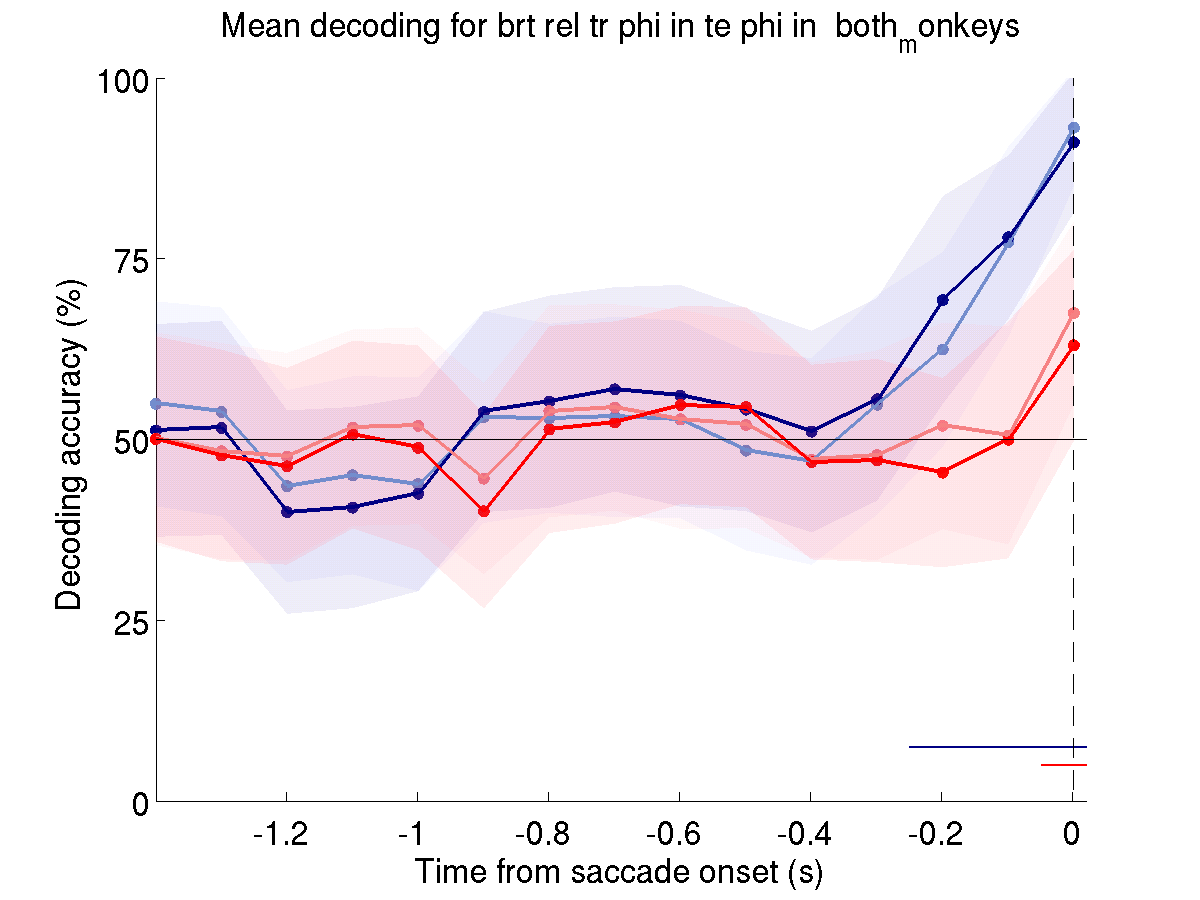 Mean decoding for brt rel tr phi in te phi in  both_monkeys
100
75
50
25
0
Decoding accuracy (%)
-1.2 -1 -0.8 -0.6 -0.4 -0.2 0
Time from saccade onset (s)